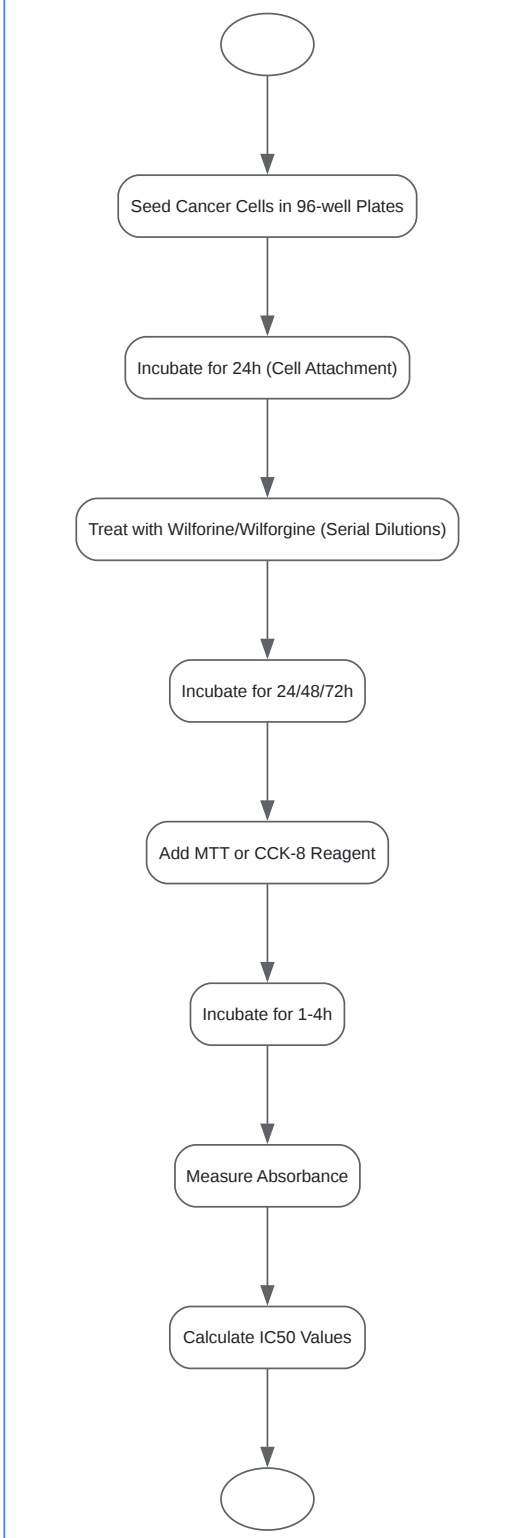 Seed Cancer Cells in 96-well Plates
Incubate for 24h (Cell Attachment)
Treat with Wilforine/Wilforgine (Serial Dilutions)
Incubate for 24/48/72h
Add MTT or CCK-8 Reagent
Incubate for 1-4h
Measure Absorbance
Calculate IC50 Values